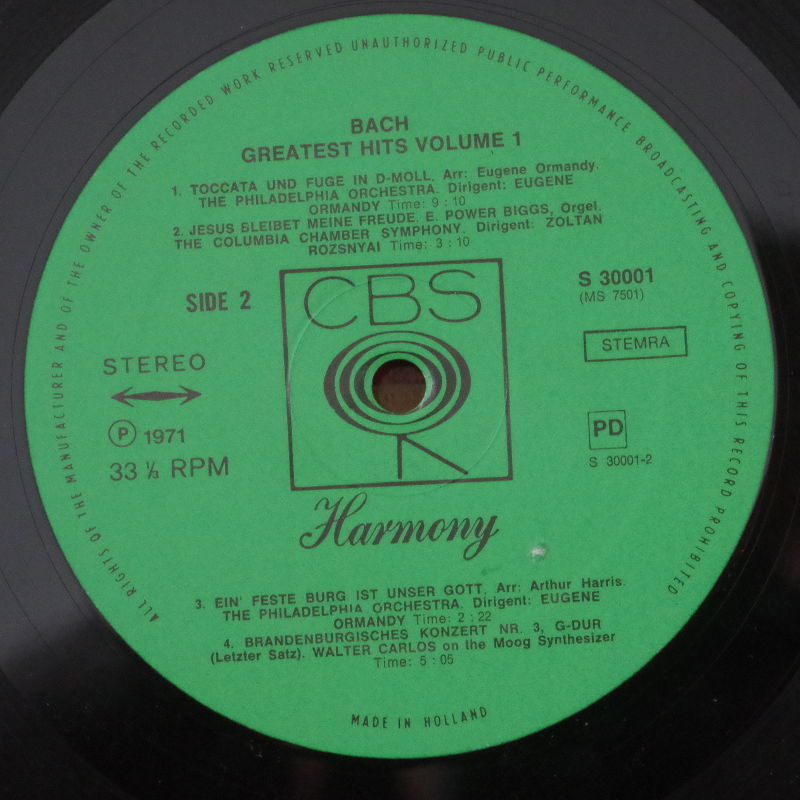 ALL RIGHTS OF THE MANUFACTURER AND OF THE OWNER OF THE RECORDED WORK RESERVED UNAUTHORIZED PUBLIC PERFORMANCE BROADCASTING AND COPYING OF THIS RECORD PROHIBITED
BACH
GREATEST HITS VOLUME 1
1. TOCCATA UND FUGE IN D-MOLL. Arr: Eugene Ormandy.
THE PHILADELPHIA ORCHESTRA. Dirigent: EUGENE
ORMANDY Time: 9 : 10
2. JESUS BLEIBET MEINE FREUDE. E. POWER BIGGS, Orgel.
THE COLUMBIA CHAMBER SYMPHONY. Dirigent: ZOLTAN
ROZSNYAI Time: 3 : 10
SIDE 2
CBS
S 30001
(MS 7501)
STEREO
STEMRA
Ⓟ 1971
33 ⅓ RPM
PD
S 30001-2
Harmony
3. EIN' FESTE BURG IST UNSER GOTT. Arr: Arthur Harris.
THE PHILADELPHIA ORCHESTRA. Dirigent: EUGENE
ORMANDY Time: 2 : 22
4. BRANDENBURGISCHES KONZERT NR. 3, G-DUR
(Letzter Satz). WALTER CARLOS on the Moog Synthesizer
Time: 5 : 05
MADE IN HOLLAND